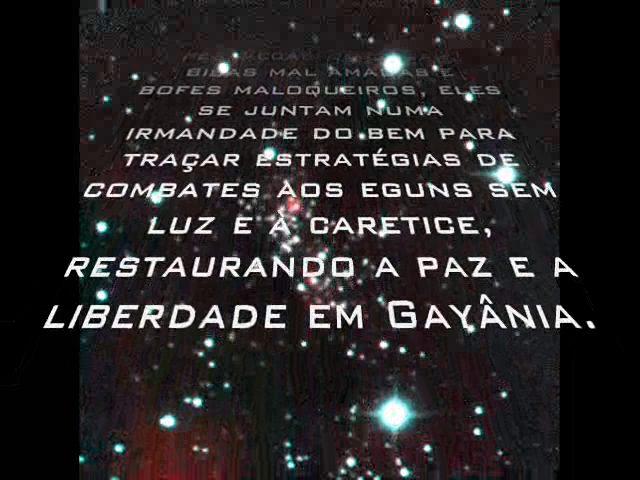 BIBAS MAL AMADAS E
BOFES MALOQUEIROS, ELES
SE JUNTAM NUMA
IRMANDADE DO BEM PARA
TRAÇAR ESTRATÉGIAS DE
COMBATES AOS EGUNS SEM
LUZ E À CARETICE,
RESTAURANDO A PAZ E A
LIBERDADE EM GAYÂNIA.